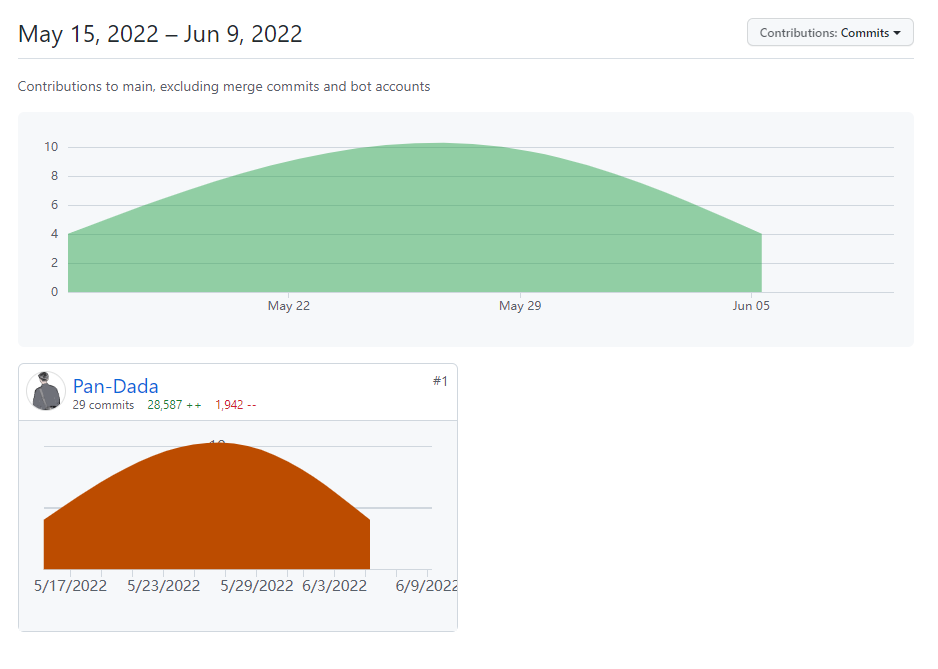 May 15, 2022 – Jun 9, 2022
Contributions: Commits
Contributions to main, excluding merge commits and bot accounts
10
8
6
4
2
0
May 22 May 29 Jun 05
Pan-Dada #1
29 commits 28,587 ++ 1,942 --
10
5/17/2022 5/23/2022 5/29/2022 6/3/2022 6/9/2022